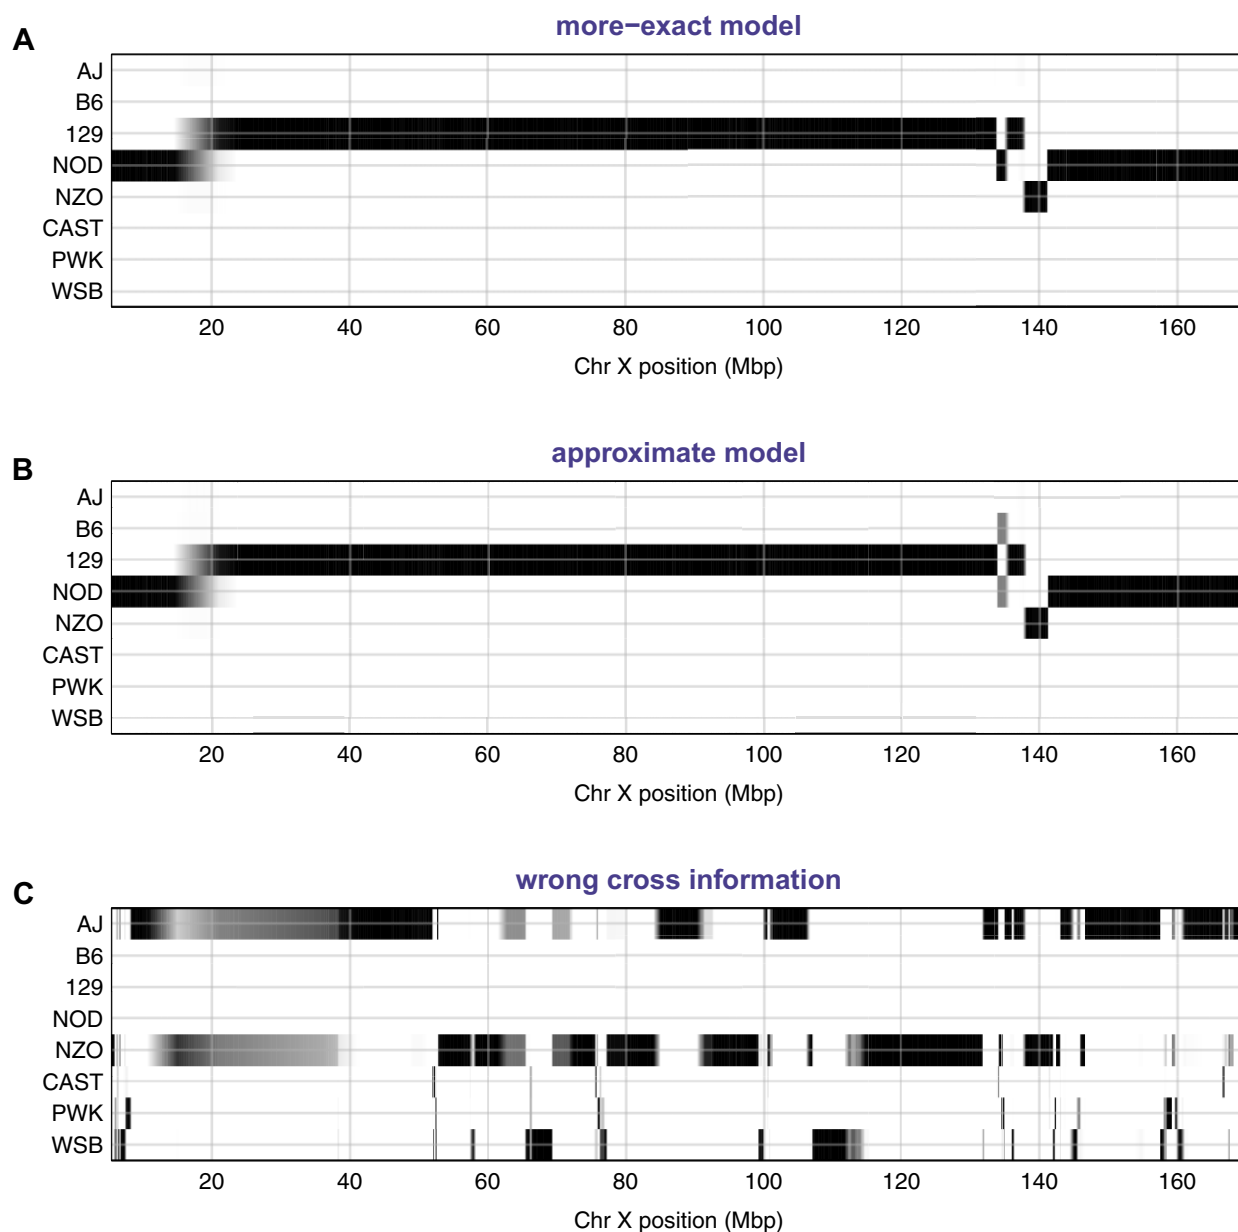 A
more−exact model
AJ
B6
129
NOD
NZO
CAST
PWK
WSB
20 40 60 80 100 120 140 160
Chr X position (Mbp)
B
approximate model
AJ
B6
129
NOD
NZO
CAST
PWK
WSB
20 40 60 80 100 120 140 160
Chr X position (Mbp)
C
wrong cross information
AJ
B6
129
NOD
NZO
CAST
PWK
WSB
20 40 60 80 100 120 140 160
Chr X position (Mbp)